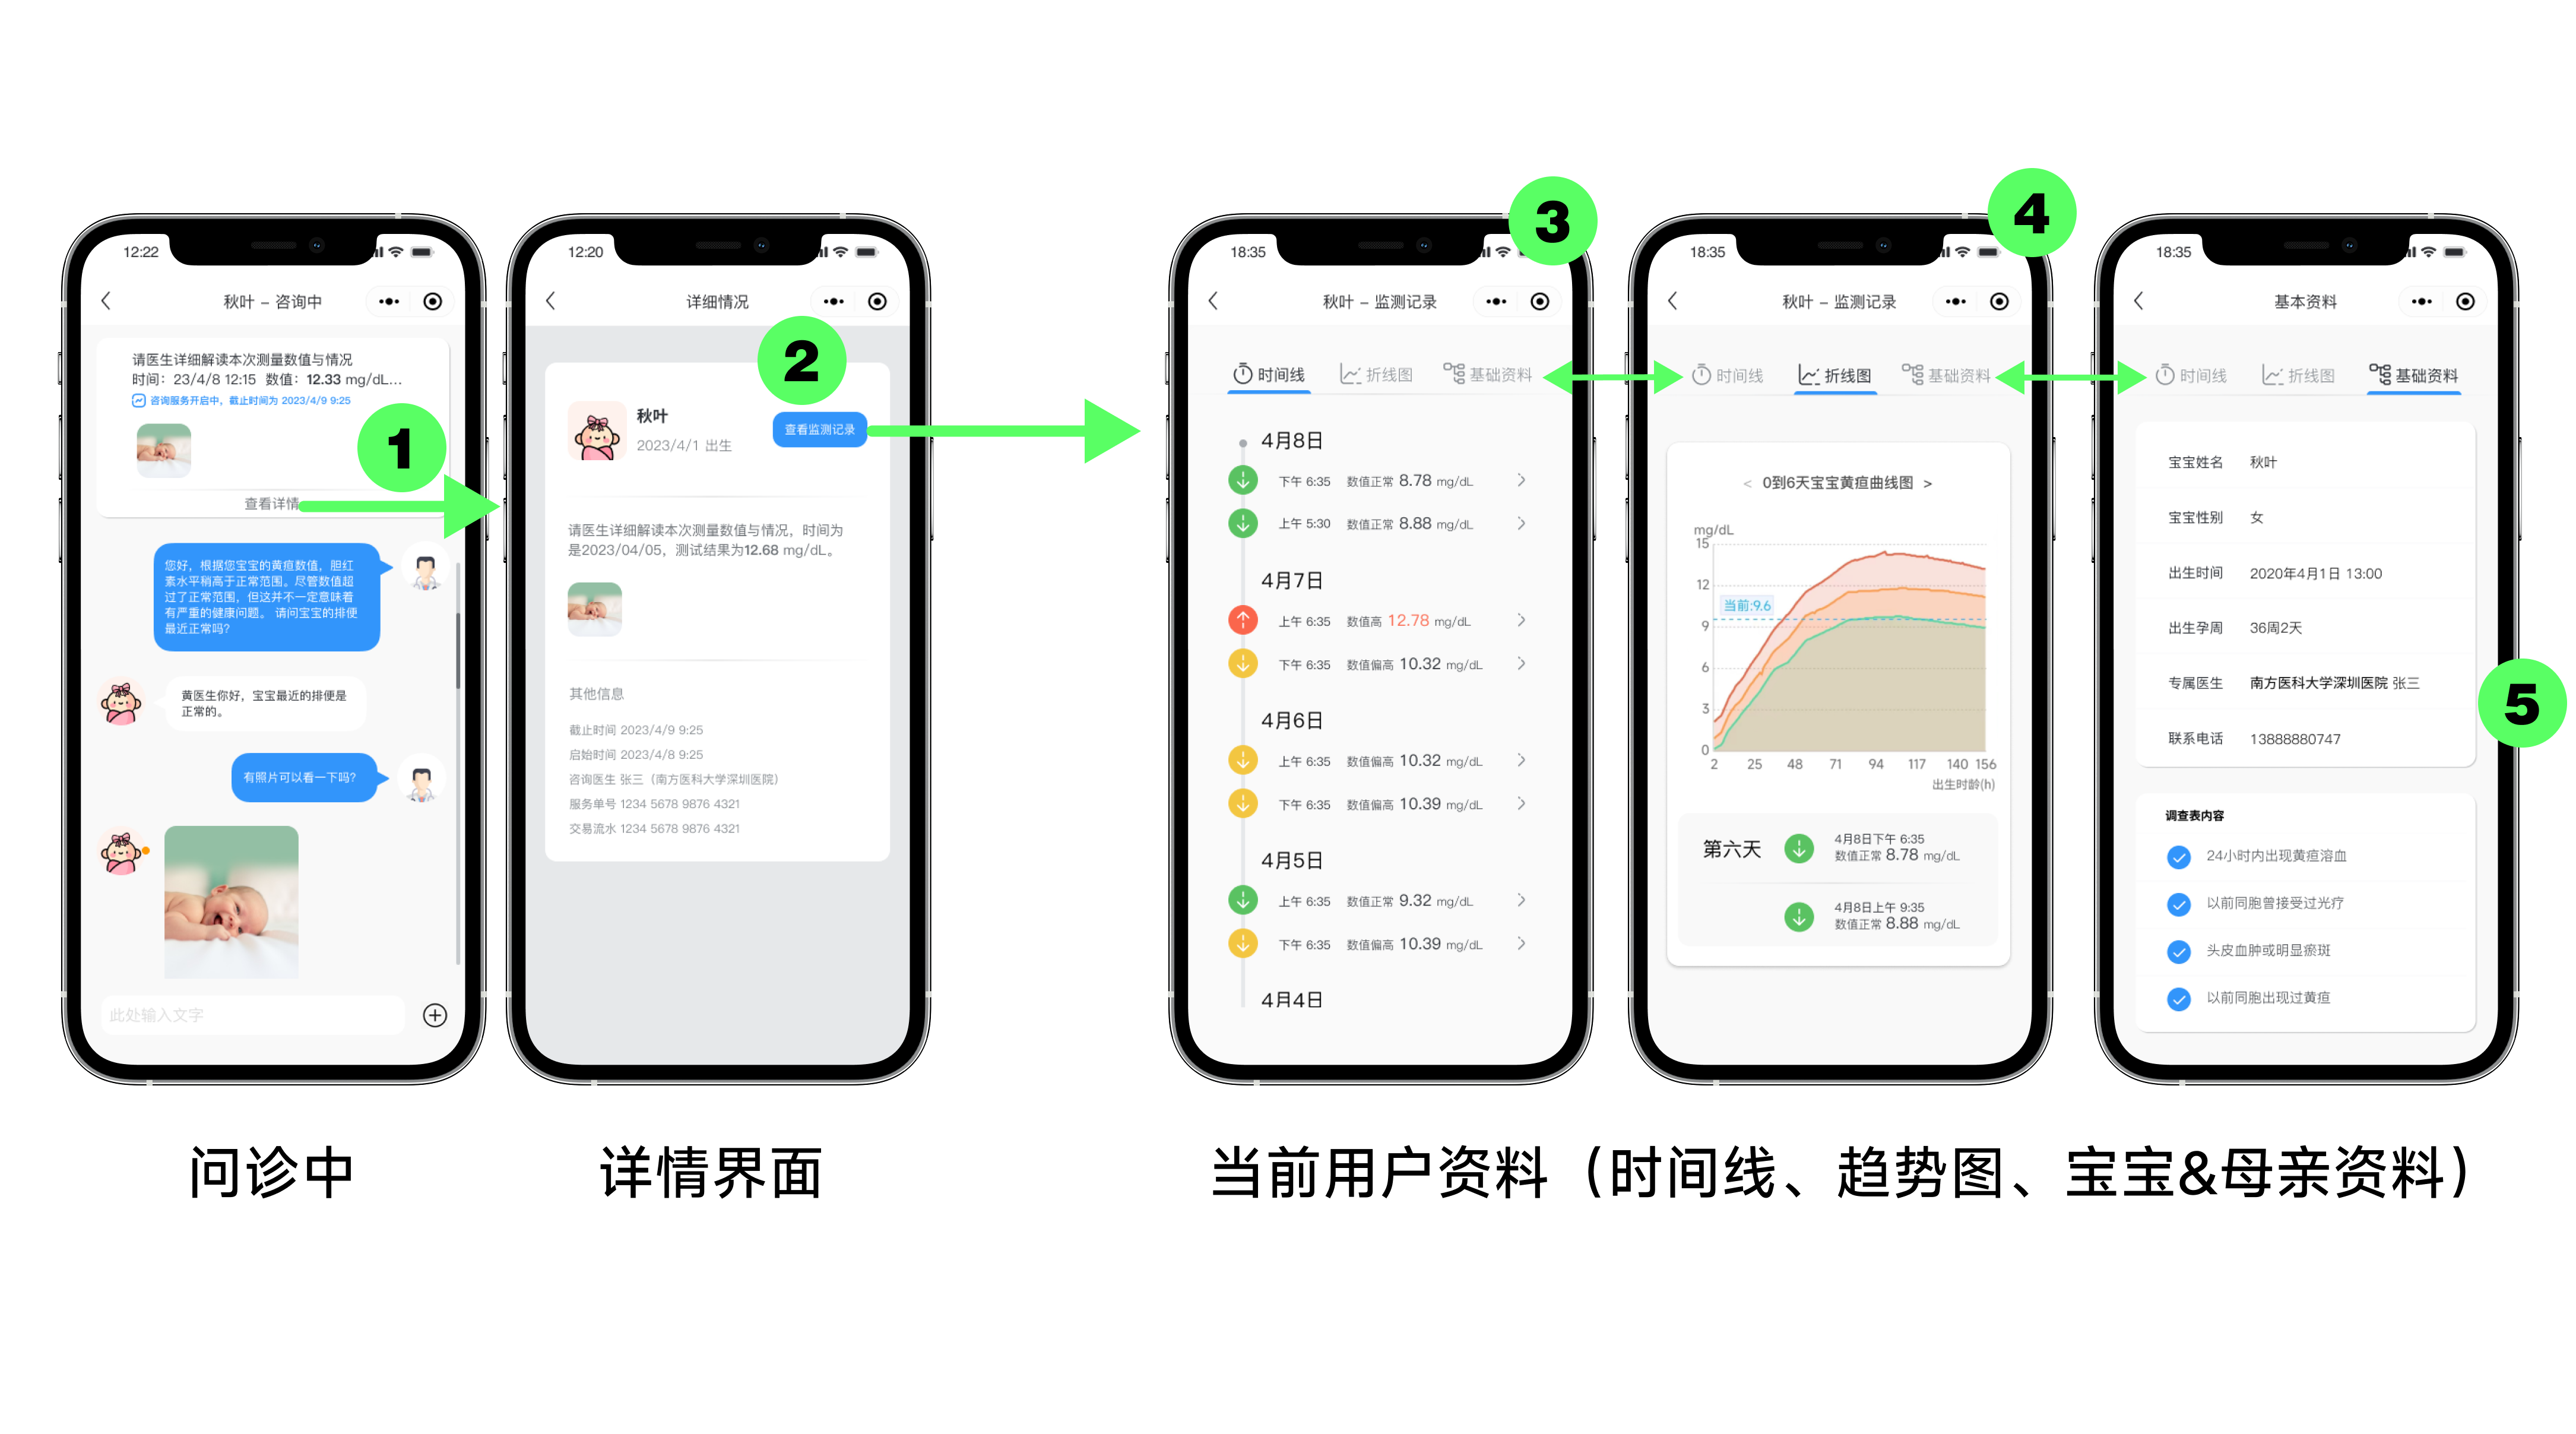 12:22
秋叶 – 咨询中
请医生详细解读本次测量数值与情况
时间：23/4/8 12:15 数值：12.33 mg/dL...
咨询服务开启中，截止时间为 2023/4/9 9:25
1
查看详情
您好，根据您宝宝的黄疸数值，胆红
素水平稍高于正常范围。尽管数值超
过了正常范围，但这并不一定意味着
有严重的健康问题。 请问宝宝的排便
最近正常吗?
黄医生你好，宝宝最近的排便是
正常的。
有照片可以看一下吗?
此处输入文字
问诊中
12:20
详细情况
2
秋叶
2023/4/1 出生
查看监测记录
请医生详细解读本次测量数值与情况，时间为
是2023/04/05，测试结果为12.68 mg/dL。
其他信息
截止时间 2023/4/9 9:25
启始时间 2023/4/8 9:25
咨询医生 张三（南方医科大学深圳医院）
服务单号 1234 5678 9876 4321
交易流水 1234 5678 9876 4321
详情界面
18:35
3
秋叶 – 监测记录
时间线 折线图 基础资料
4月8日
下午 6:35 数值正常 8.78 mg/dL
上午 5:30 数值正常 8.88 mg/dL
4月7日
上午 6:35 数值高 12.78 mg/dL
下午 6:35 数值偏高 10.32 mg/dL
4月6日
上午 6:35 数值偏高 10.32 mg/dL
下午 6:35 数值偏高 10.39 mg/dL
4月5日
上午 6:35 数值正常 9.32 mg/dL
下午 6:35 数值偏高 10.39 mg/dL
4月4日
18:35
4
秋叶 – 监测记录
时间线 折线图 基础资料
< 0到6天宝宝黄疸曲线图 >
mg/dL
15
12
当前:9.6
9
6
3
0
2 25 48 71 94 117 140 156
出生时龄(h)
第六天
4月8日下午 6:35
数值正常 8.78 mg/dL
4月8日上午 9:35
数值正常 8.88 mg/dL
18:35
基本资料
时间线 折线图 基础资料
宝宝姓名 秋叶
宝宝性别 女
出生时间 2020年4月1日 13:00
出生孕周 36周2天
专属医生 南方医科大学深圳医院 张三
联系电话 13888880747
5
调查表内容
24小时内出现黄疸溶血
以前同胞曾接受过光疗
头皮血肿或明显瘀斑
以前同胞出现过黄疸
当前用户资料（时间线、趋势图、宝宝&母亲资料）